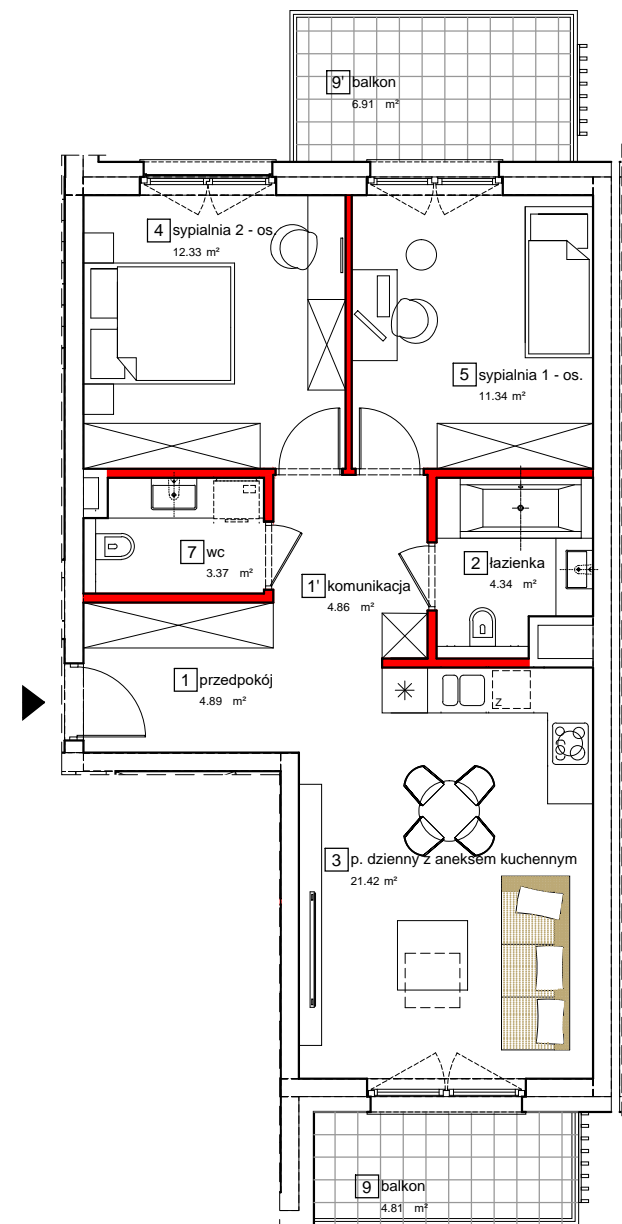 9' balkon
6.91 m²
4 sypialnia 2 - os.
12.33 m²
5 sypialnia 1 - os.
11.34 m²
7 wc
3.37 m²
2 łazienka
4.34 m²
1' komunikacja
4.86 m²
1 przedpokój
4.89 m²
Z
3 p. dzienny z aneksem kuchennym
21.42 m²
9 balkon
4.81 m²